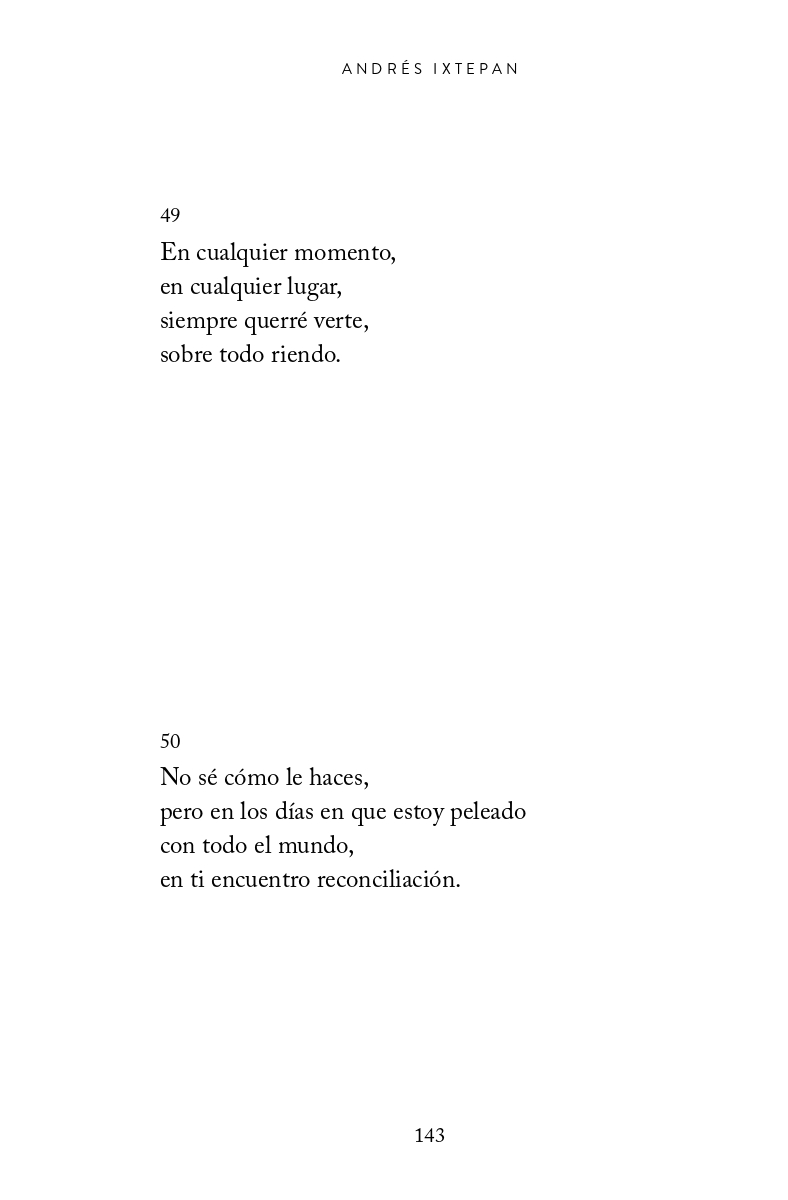 ANDRÉS IXTEPAN
49
En cualquier momento,
en cualquier lugar,
siempre querré verte,
sobre todo riendo.
50
No sé cómo le haces,
pero en los días en que estoy peleado
con todo el mundo,
en ti encuentro reconciliación.
143